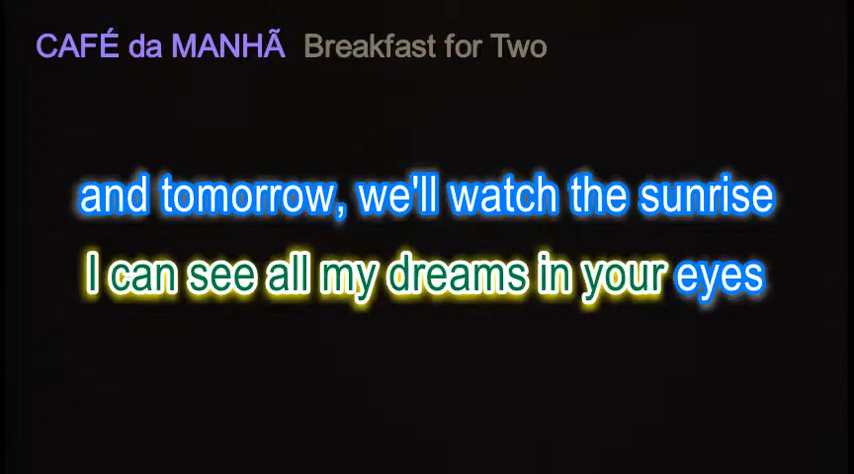 CAFÉ da MANHÃ Breakfast for Two
and tomorrow, we'll watch the sunrise
I can see all my dreams in your eyes